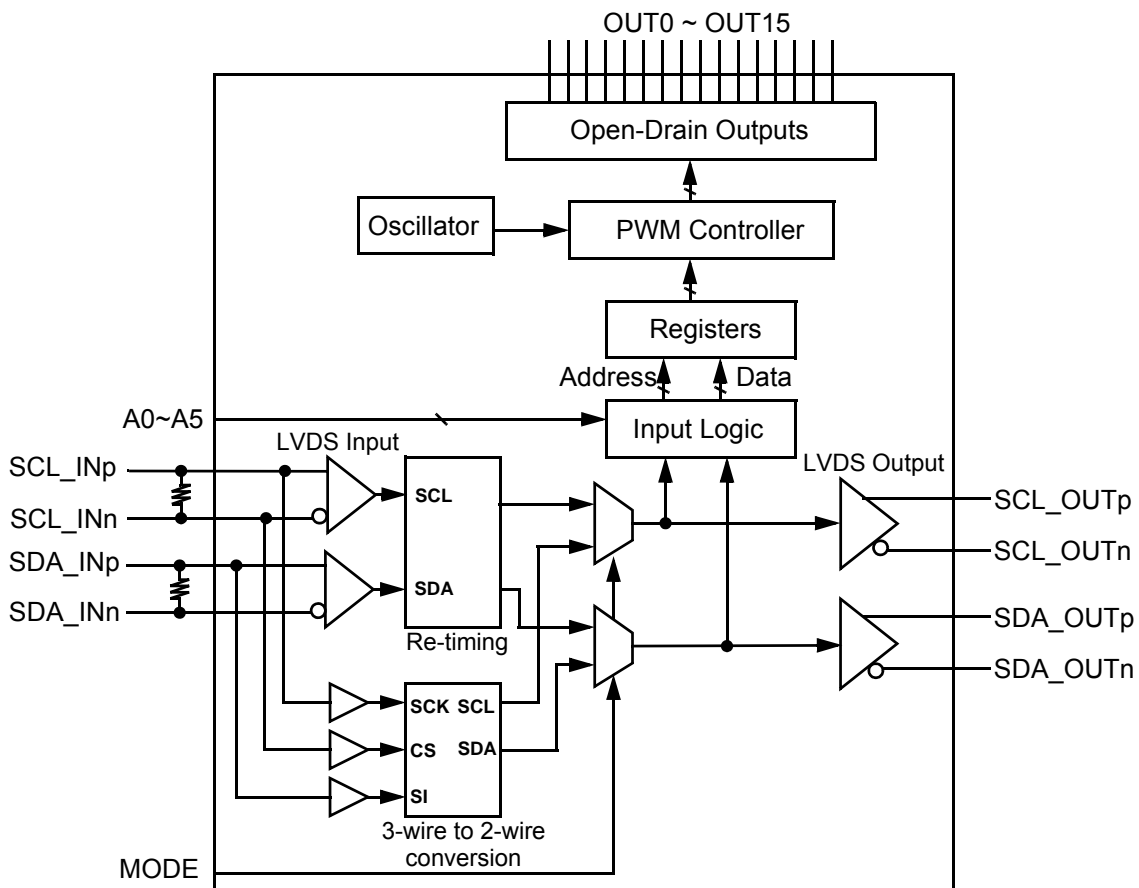 OUT0 ~ OUT15
Open-Drain Outputs
Oscillator
PWM Controller
Registers
Address
Data
A0~A5
Input Logic
LVDS Input
LVDS Output
SCL_INp
SCL
SCL_OUTp
SCL_INn
SCL_OUTn
SDA_INp
SDA
SDA_INn
SDA_OUTp
Re-timing
SDA_OUTn
SCK SCL
CS SDA
SI
3-wire to 2-wire
conversion
MODE